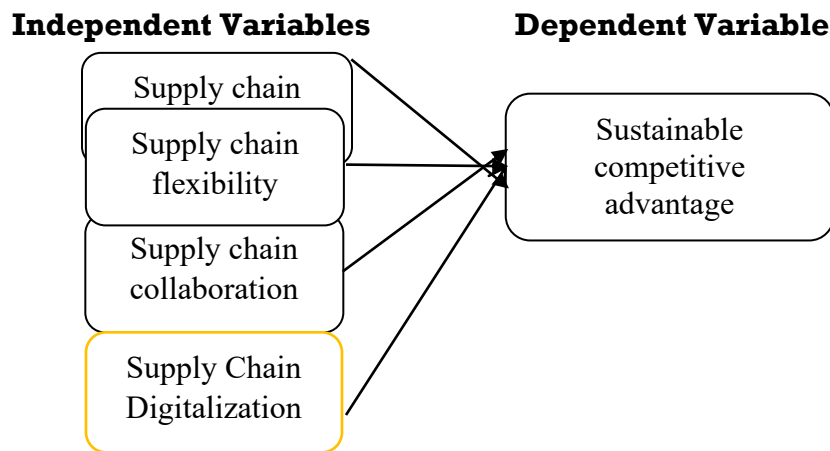 Independent Variables
Dependent Variable
Supply chain
Supply chain
flexibility
Supply chain
collaboration
Supply Chain
Digitalization
Sustainable
competitive
advantage